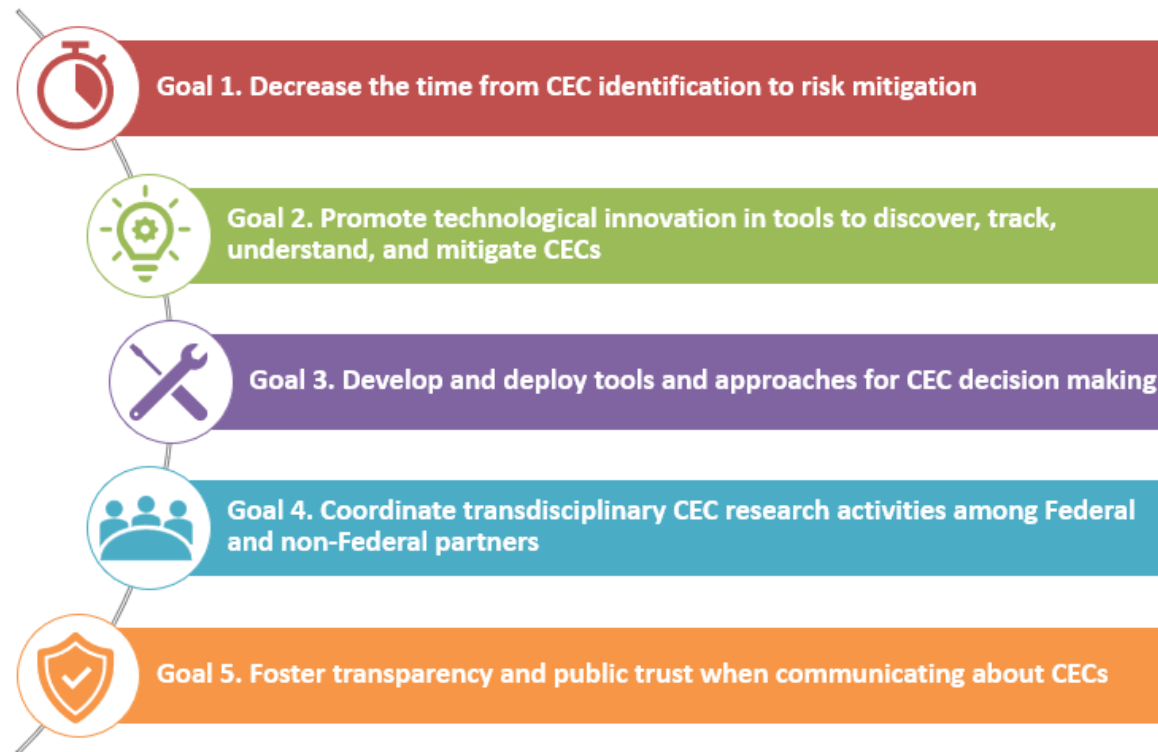 Goal 1. Decrease the time from CEC identification to risk mitigation
Goal 2. Promote technological innovation in tools to discover, track,
understand, and mitigate CECs
Goal 3. Develop and deploy tools and approaches for CEC decision making
Goal 4. Coordinate transdisciplinary CEC research activities among Federal
and non-Federal partners
Goal 5. Foster transparency and public trust when communicating about CECs